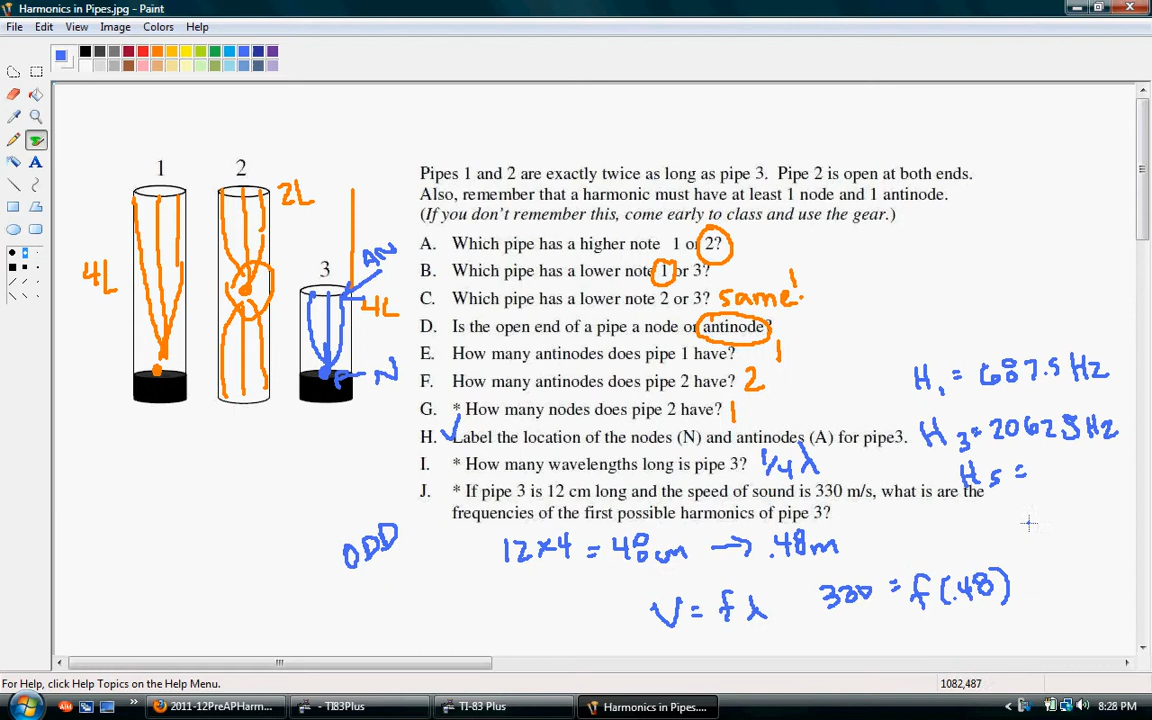 Harmonics in Pipes.jpg - Paint
File Edit View Image Colors Help
1 2 3
2L
4L
4L
AN
N
Pipes 1 and 2 are exactly twice as long as pipe 3. Pipe 2 is open at both ends.
Also, remember that a harmonic must have at least 1 node and 1 antinode.
(If you don't remember this, come early to class and use the gear.)
A. Which pipe has a higher note 1 or 2?
B. Which pipe has a lower note 1 or 3?
C. Which pipe has a lower note 2 or 3? same!
D. Is the open end of a pipe a node or antinode?
E. How many antinodes does pipe 1 have? 1
F. How many antinodes does pipe 2 have? 2
G. * How many nodes does pipe 2 have? 1
H. Label the location of the nodes (N) and antinodes (A) for pipe3.
I. * How many wavelengths long is pipe 3? 1/4 λ
J. * If pipe 3 is 12 cm long and the speed of sound is 330 m/s, what is are the
frequencies of the first possible harmonics of pipe 3?
H1 = 687.5 Hz
H3 = 2062.5 Hz
H5 =
ODD
12 x 4 = 48cm → .48m
V = f λ
330 = f (.48)
For Help, click Help Topics on the Help Menu.
1082,487
2011-12PreAPHarm...
- TI83Plus
TI-83 Plus
Harmonics in Pipes....
8:28 PM